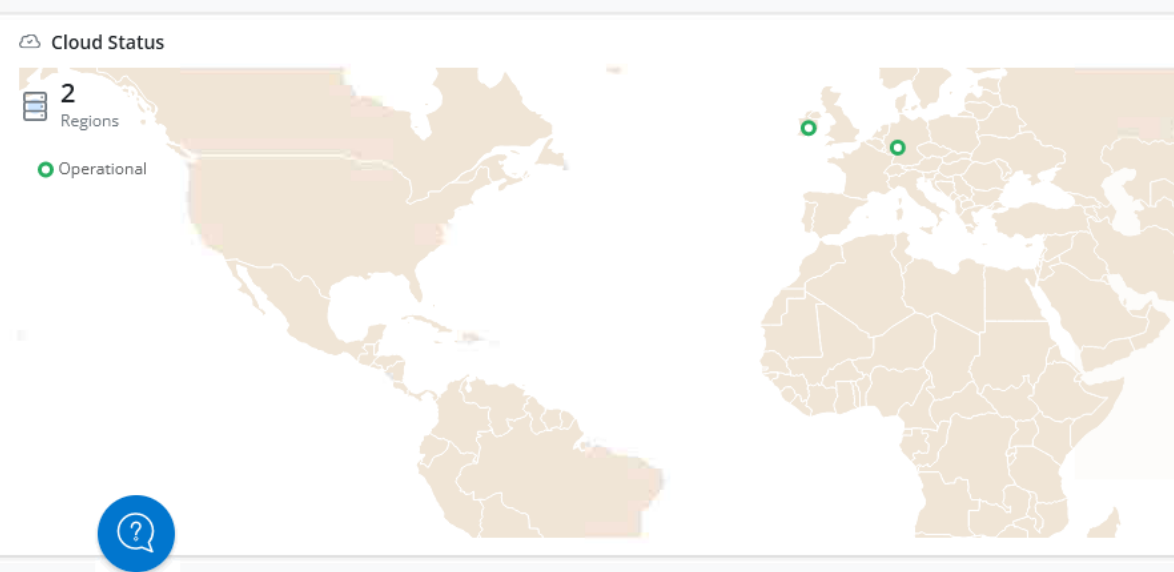 Cloud Status
2
Regions
Operational
?